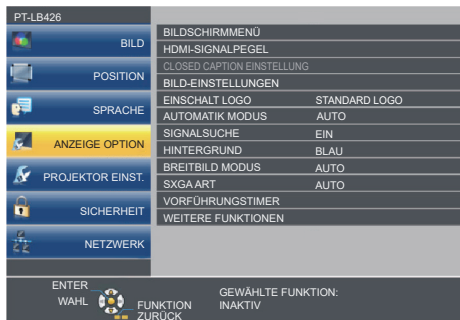 PT-LB426
BILD
POSITION
SPRACHE
ANZEIGE OPTION
PROJEKTOR EINST.
SICHERHEIT
NETZWERK
BILDSCHIRMMENÜ
HDMI-SIGNALPEGEL
CLOSED CAPTION EINSTELLUNG
BILD-EINSTELLUNGEN
EINSCHALT LOGO STANDARD LOGO
AUTOMATIK MODUS AUTO
SIGNALSUCHE EIN
HINTERGRUND BLAU
BREITBILD MODUS AUTO
SXGA ART AUTO
VORFÜHRUNGSTIMER
WEITERE FUNKTIONEN
ENTER
WAHL
FUNKTION
ZURÜCK
GEWÄHLTE FUNKTION:
INAKTIV